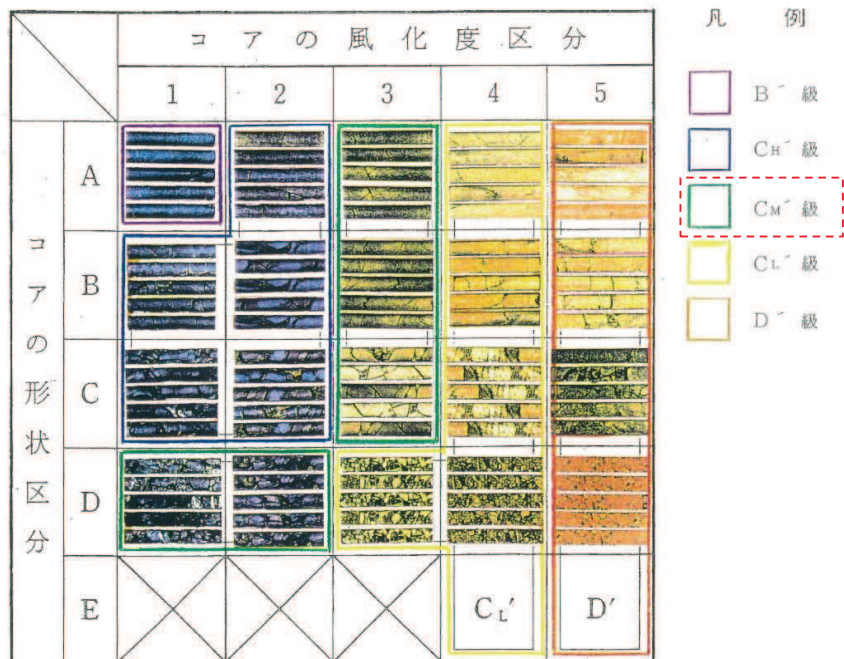 コアの風化度区分
1 2 3 4 5
コアの形状区分
A
B
C
D
E CL′ D′
凡 例
B′ 級
CH′ 級
CM′ 級
CL′ 級
D′ 級